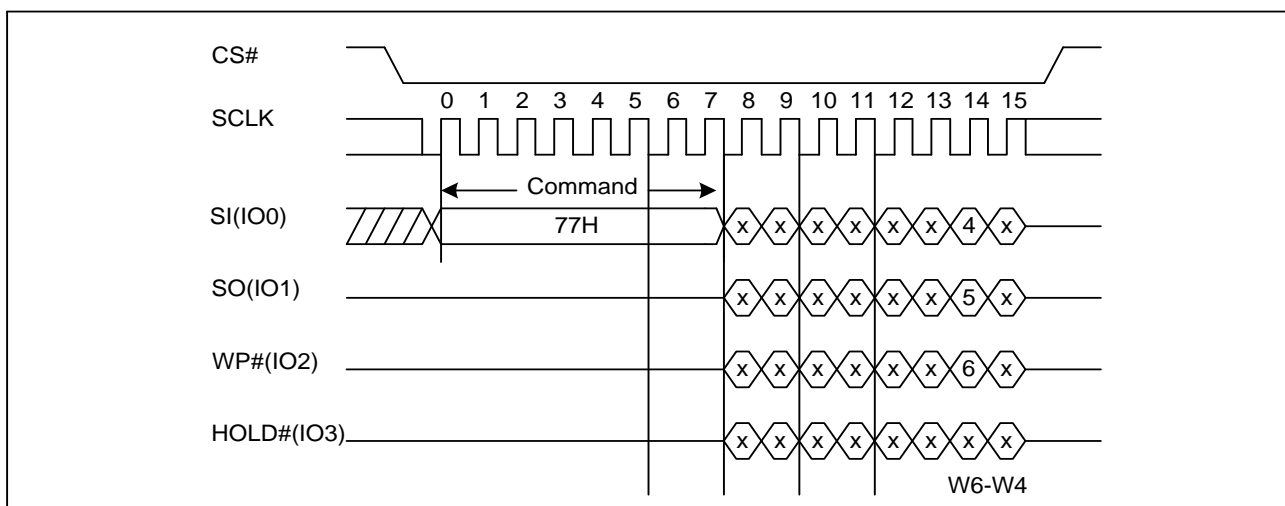 CS#
0 1 2 3 4 5 6 7 8 9 10 11 12 13 14 15
SCLK
Command
SI(IO0)
77H
x x x x x x 4 x
SO(IO1)
x x x x x x 5 x
WP#(IO2)
x x x x x x 6 x
HOLD#(IO3)
x x x x x x x x
W6-W4